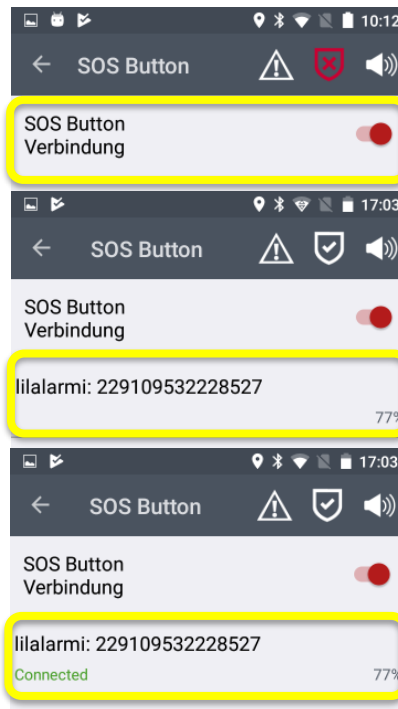 10:12
SOS Button
SOS Button
Verbindung
17:03
SOS Button
SOS Button
Verbindung
lilalarmi: 229109532228527
77%
17:03
SOS Button
SOS Button
Verbindung
lilalarmi: 229109532228527
Connected
77%